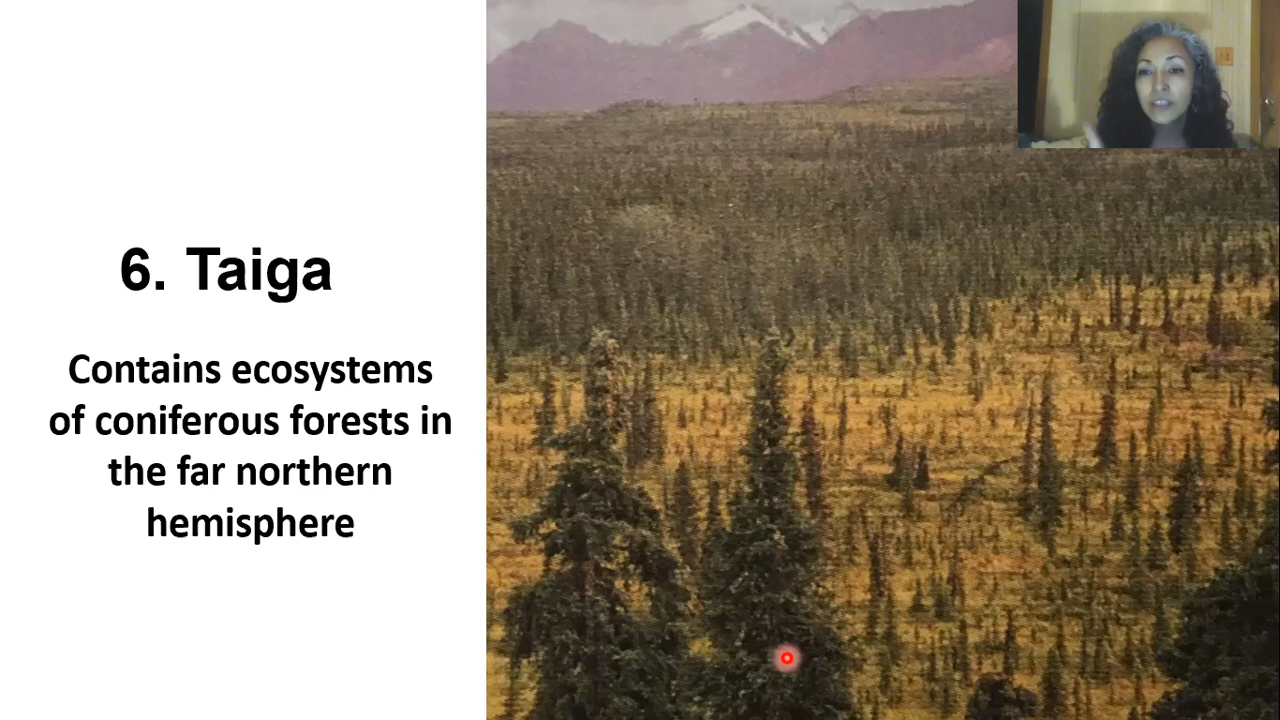 6. Taiga
Contains ecosystems
of coniferous forests in
the far northern
hemisphere